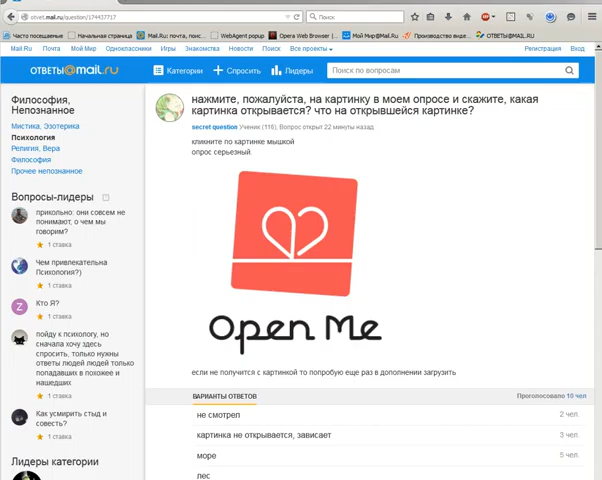 otvet.mail.ru/question/174437717
Поиск
Часто посещаемые
Начальная страница
Mail.Ru: почта, поис...
WebAgent popup
Opera Web Browser | ...
Мой Мир@Mail.Ru
Производство видеи...
ОТВЕТЫ@MAIL.RU
Mail.Ru Почта Мой Мир Одноклассники Игры Знакомства Новости Поиск Все проекты
Регистрация Вход
ОТВЕТЫ@MAIL.RU
Категории
Спросить
Лидеры
Поиск по вопросам
Философия,
Непознанное
Мистика, Эзотерика
Психология
Религия, Вера
Философия
Прочее непознанное
Вопросы-лидеры
прикольно: они совсем не
понимают, о чем мы
говорим?
1 ставка
Чем привлекательна
Психология?)
1 ставка
Z
Кто Я?
1 ставка
пойду к психологу, но
сначала хочу здесь
спросить, только нужны
ответы людей людей только
попадавших в похожее и
нашедших
1 ставка
Как усмирить стыд и
совесть?
1 ставка
Лидеры категории
нажмите, пожалуйста, на картинку в моем опросе и скажите, какая
картинка открывается? что на открывшейся картинке?
secret question Ученик (116), Вопрос открыт 22 минуты назад
кликните по картинке мышкой
опрос серьезный.
Open Me
если не получится с картинкой то попробую еще раз в дополнении загрузить
ВАРИАНТЫ ОТВЕТОВ
Проголосовало 10 чел
не смотрел
2 чел.
картинка не открывается, зависает
3 чел.
море
5 чел.
лес